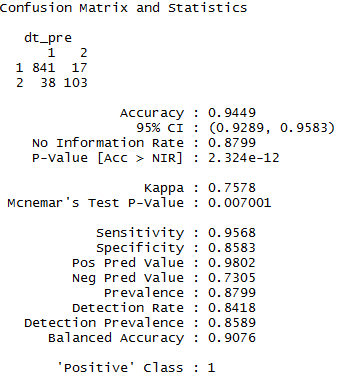 Confusion Matrix and Statistics
dt_pre
1 2
1 841 17
2 38 103
Accuracy : 0.9449
95% CI : (0.9289, 0.9583)
No Information Rate : 0.8799
P-Value [Acc > NIR] : 2.324e-12
Kappa : 0.7578
Mcnemar's Test P-Value : 0.007001
Sensitivity : 0.9568
Specificity : 0.8583
Pos Pred Value : 0.9802
Neg Pred Value : 0.7305
Prevalence : 0.8799
Detection Rate : 0.8418
Detection Prevalence : 0.8589
Balanced Accuracy : 0.9076
'Positive' Class : 1